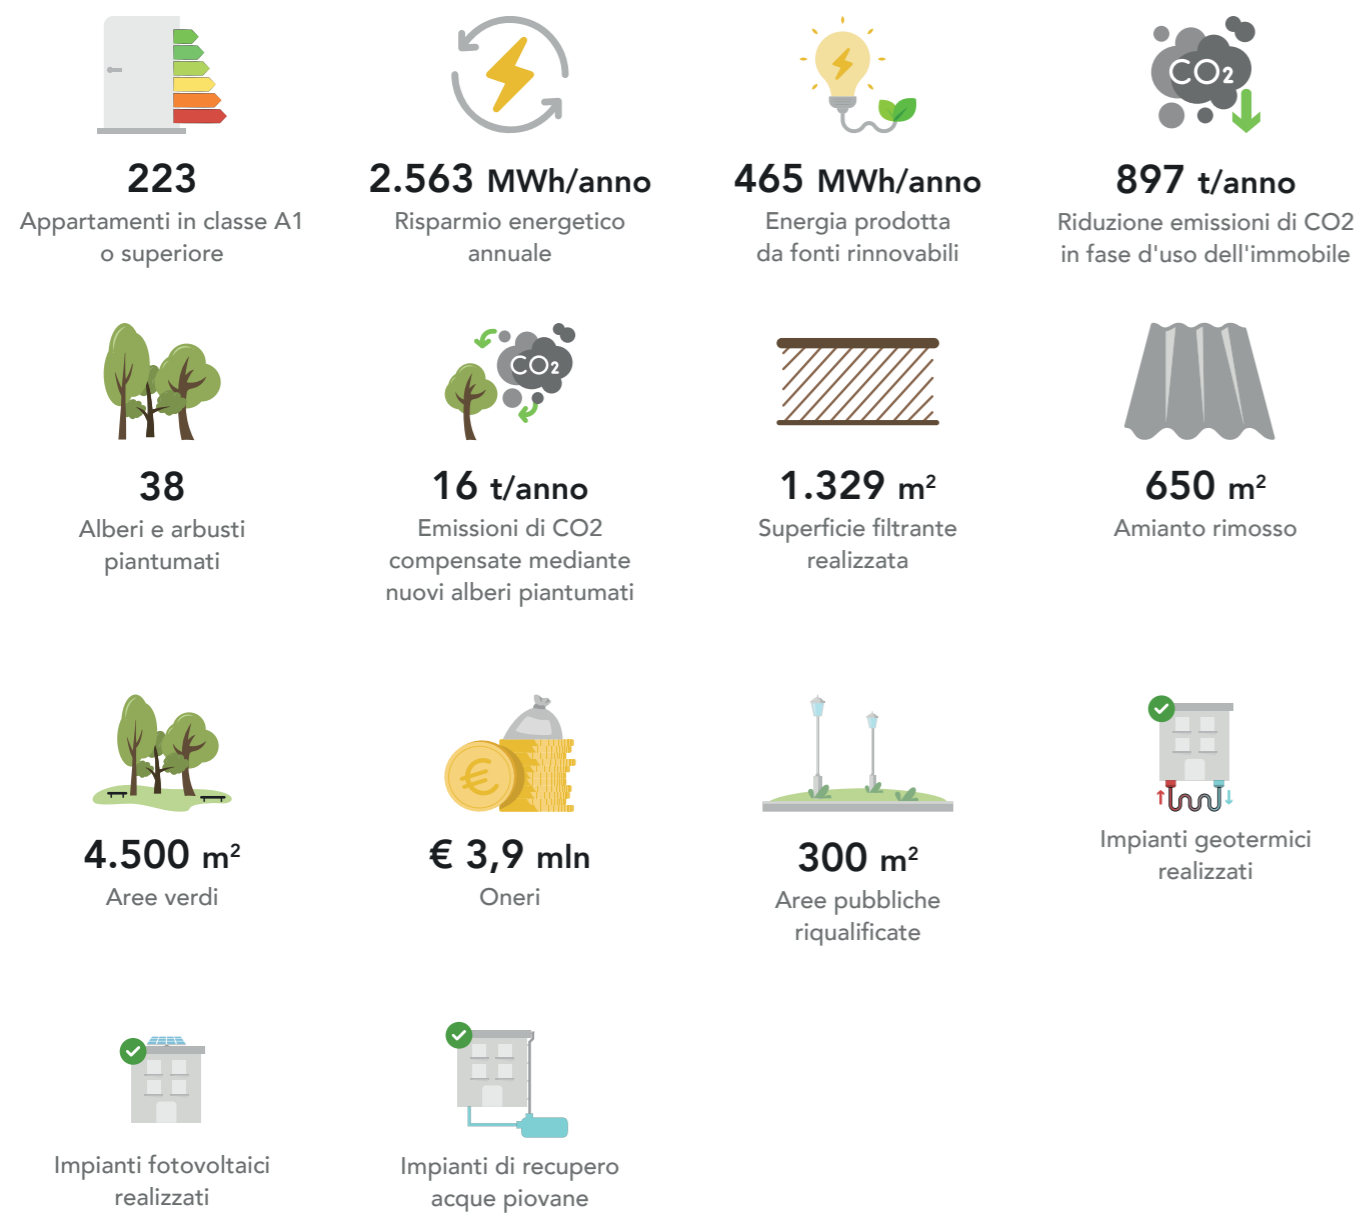 CO2
223
Appartamenti in classe A1
o superiore
2.563 MWh/anno
Risparmio energetico
annuale
465 MWh/anno
Energia prodotta
da fonti rinnovabili
897 t/anno
Riduzione emissioni di CO2
in fase d'uso dell'immobile
CO2
38
Alberi e arbusti
piantumati
16 t/anno
Emissioni di CO2
compensate mediante
nuovi alberi piantumati
1.329 m²
Superficie filtrante
realizzata
650 m²
Amianto rimosso
€
4.500 m²
Aree verdi
€ 3,9 mln
Oneri
300 m²
Aree pubbliche
riqualificate
Impianti geotermici
realizzati
Impianti fotovoltaici
realizzati
Impianti di recupero
acque piovane